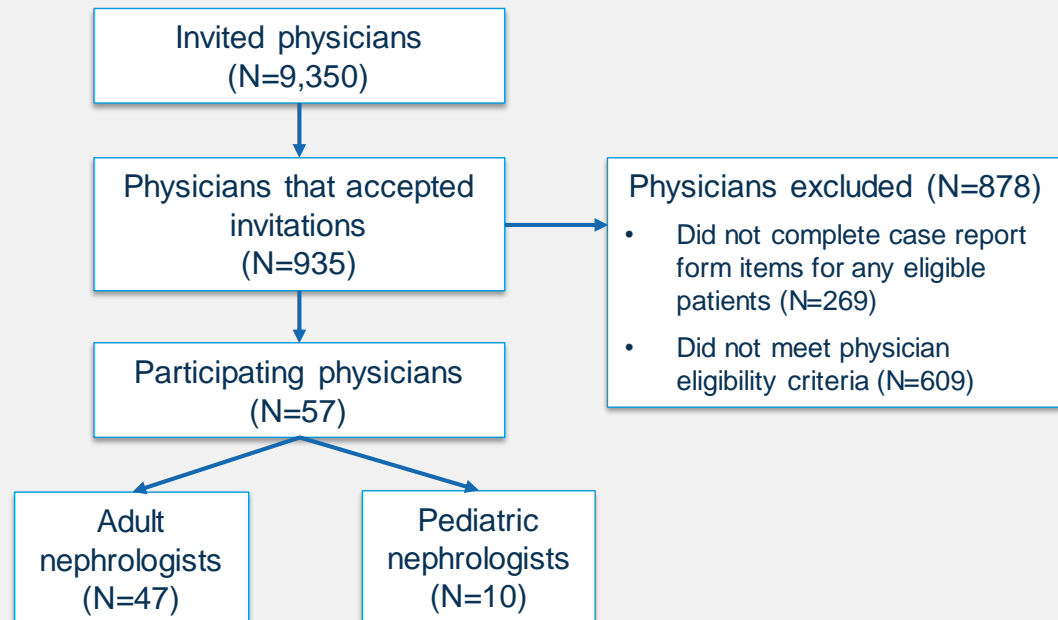 Invited physicians
(N=9,350)
Physicians that accepted
invitations
(N=935)
Physicians excluded (N=878)
• Did not complete case report
form items for any eligible
patients (N=269)
• Did not meet physician
eligibility criteria (N=609)
Participating physicians
(N=57)
Adult
nephrologists
(N=47)
Pediatric
nephrologists
(N=10)